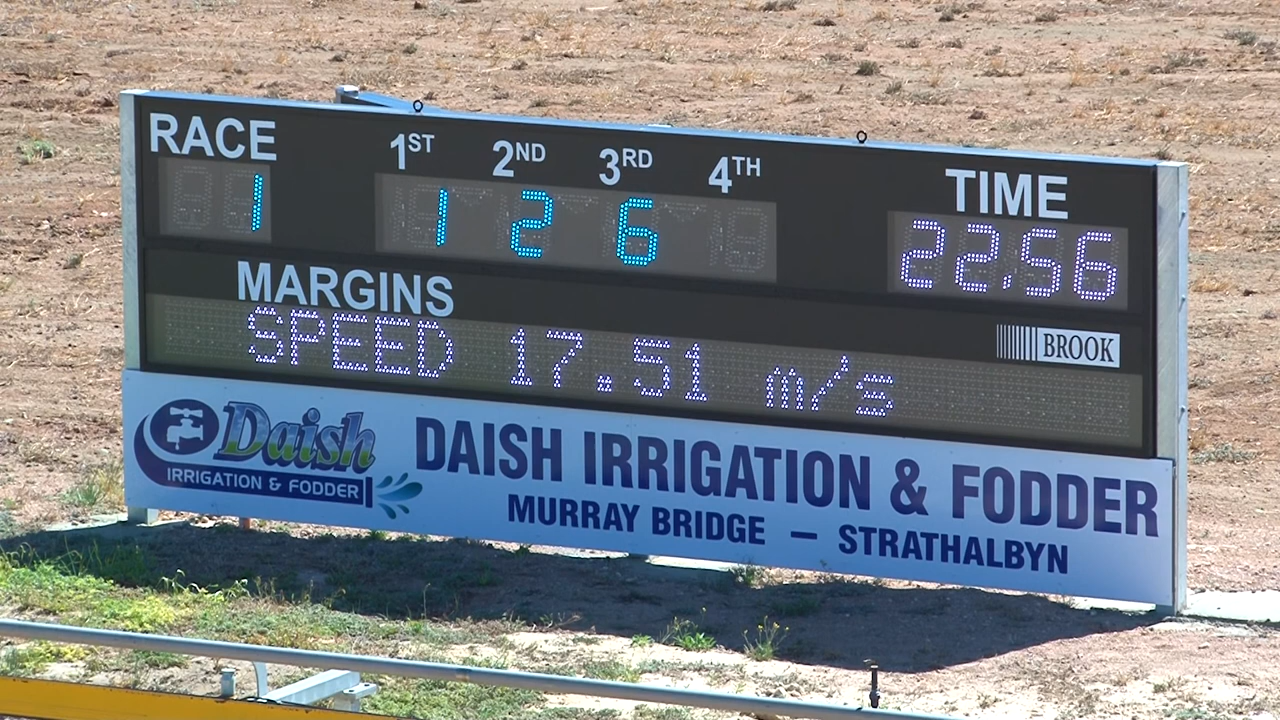 RACE 1ST 2ND 3RD 4TH TIME
1 1 2 6 22.56
MARGINS
BROOK
SPEED 17.51 m/s
Daish
IRRIGATION & FODDER
DAISH IRRIGATION & FODDER
MURRAY BRIDGE – STRATHALBYN